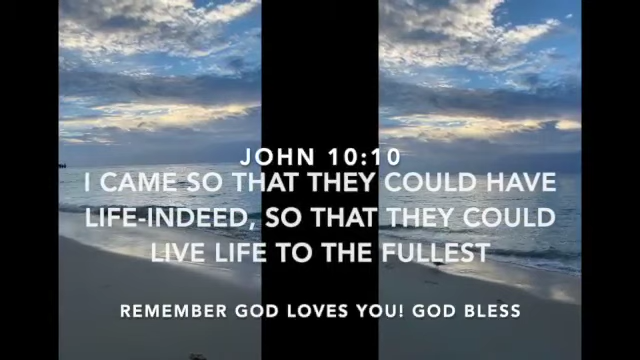 JOHN 10:10
I CAME SO THAT THEY COULD HAVE
LIFE-INDEED, SO THAT THEY COULD
LIVE LIFE TO THE FULLEST
REMEMBER GOD LOVES YOU! GOD BLESS